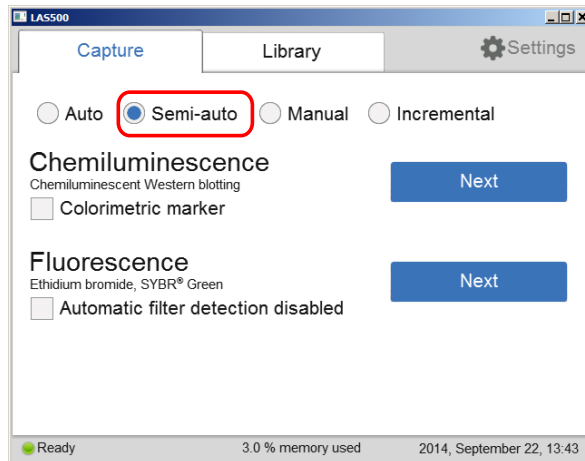 LAS500
Capture
Library
Settings
Auto
Semi-auto
Manual
Incremental
Chemiluminescence
Chemiluminescent Western blotting
Next
Colorimetric marker
Fluorescence
Ethidium bromide, SYBR® Green
Next
Automatic filter detection disabled
Ready
3.0 % memory used
2014, September 22, 13:43